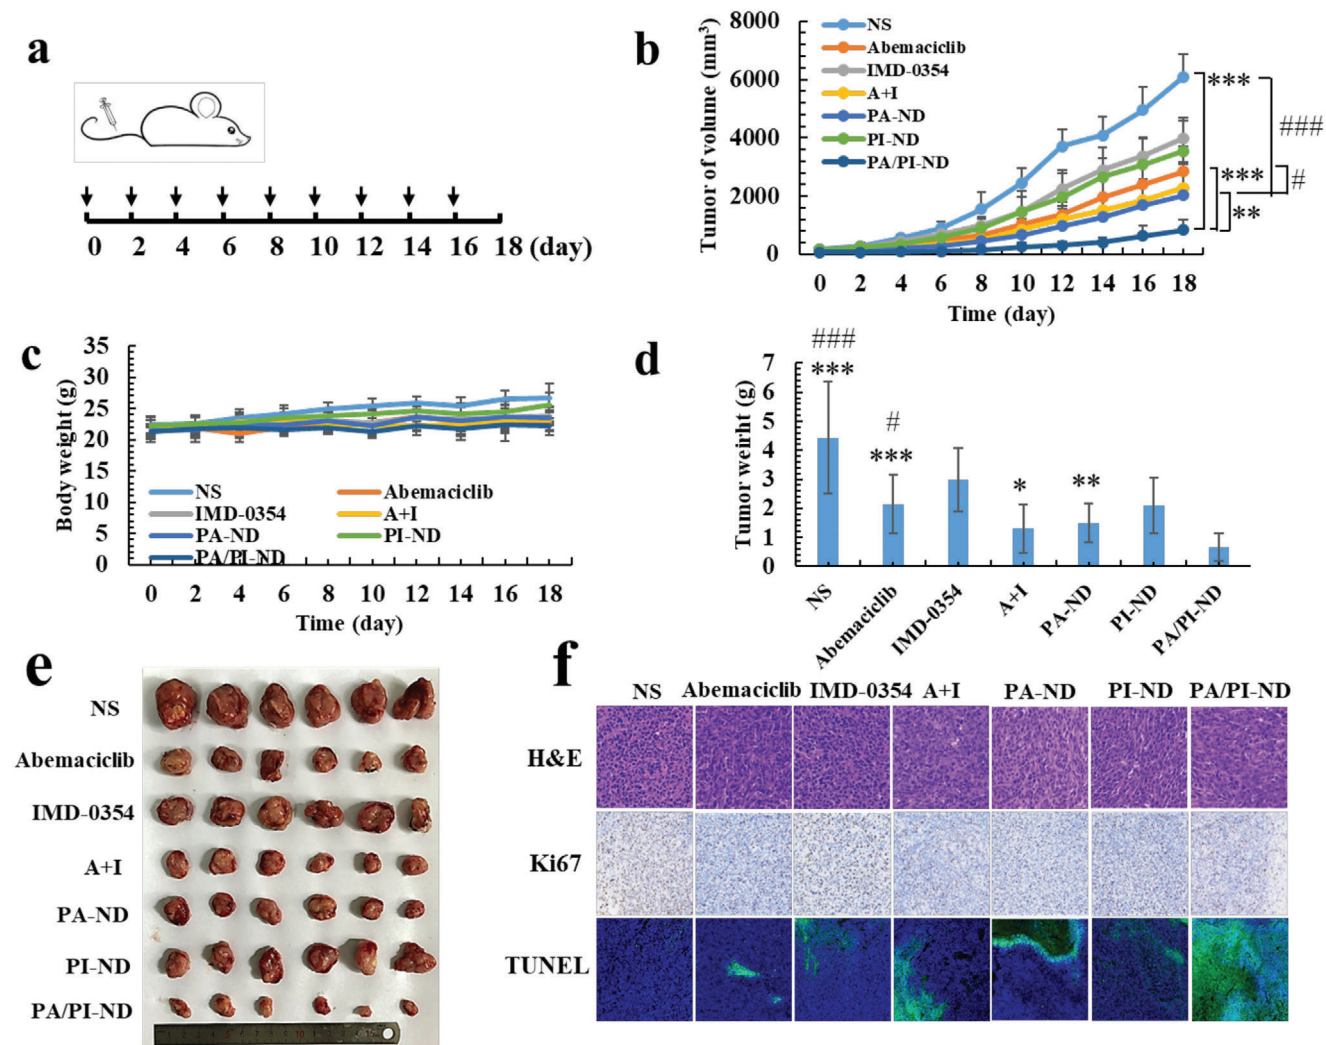 a
0 2 4 6 8 10 12 14 16 18 (day)
b
Tumor of volume (mm³)
8000
6000
4000
2000
0
NS
Abemaciclib
IMD-0354
A+I
PA-ND
PI-ND
PA/PI-ND
***
###
***
#
**
0 2 4 6 8 10 12 14 16 18
Time (day)
c
Body weight (g)
35
30
25
20
15
10
5
0
NS Abemaciclib
IMD-0354 A+I
PA-ND PI-ND
PA/PI-ND
0 2 4 6 8 10 12 14 16 18
Time (day)
d
Tumor weirht (g)
7
6
5
4
3
2
1
0
###
***
#
***
*
**
NS
Abemaciclib
IMD-0354
A+I
PA-ND
PI-ND
PA/PI-ND
e
NS
Abemaciclib
IMD-0354
A+I
PA-ND
PI-ND
PA/PI-ND
f
NS Abemaciclib IMD-0354 A+I PA-ND PI-ND PA/PI-ND
H&E
Ki67
TUNEL